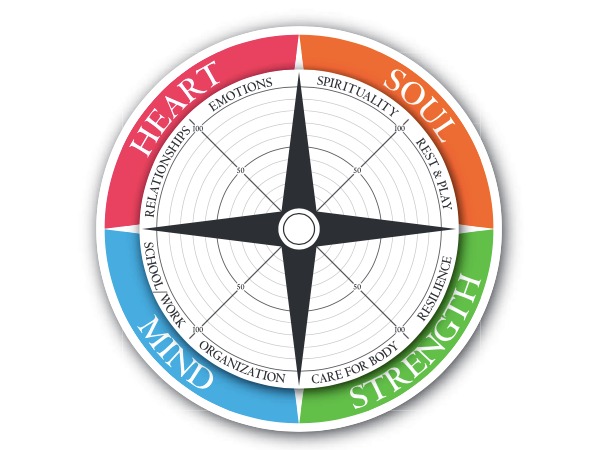 HEART
SOUL
EMOTIONS
SPIRITUALITY
RELATIONSHIPS
REST & PLAY
100
100
50
50
SCHOOL/WORK
RESILIENCE
50
50
100
100
ORGANIZATION
CARE FOR BODY
MIND
STRENGTH